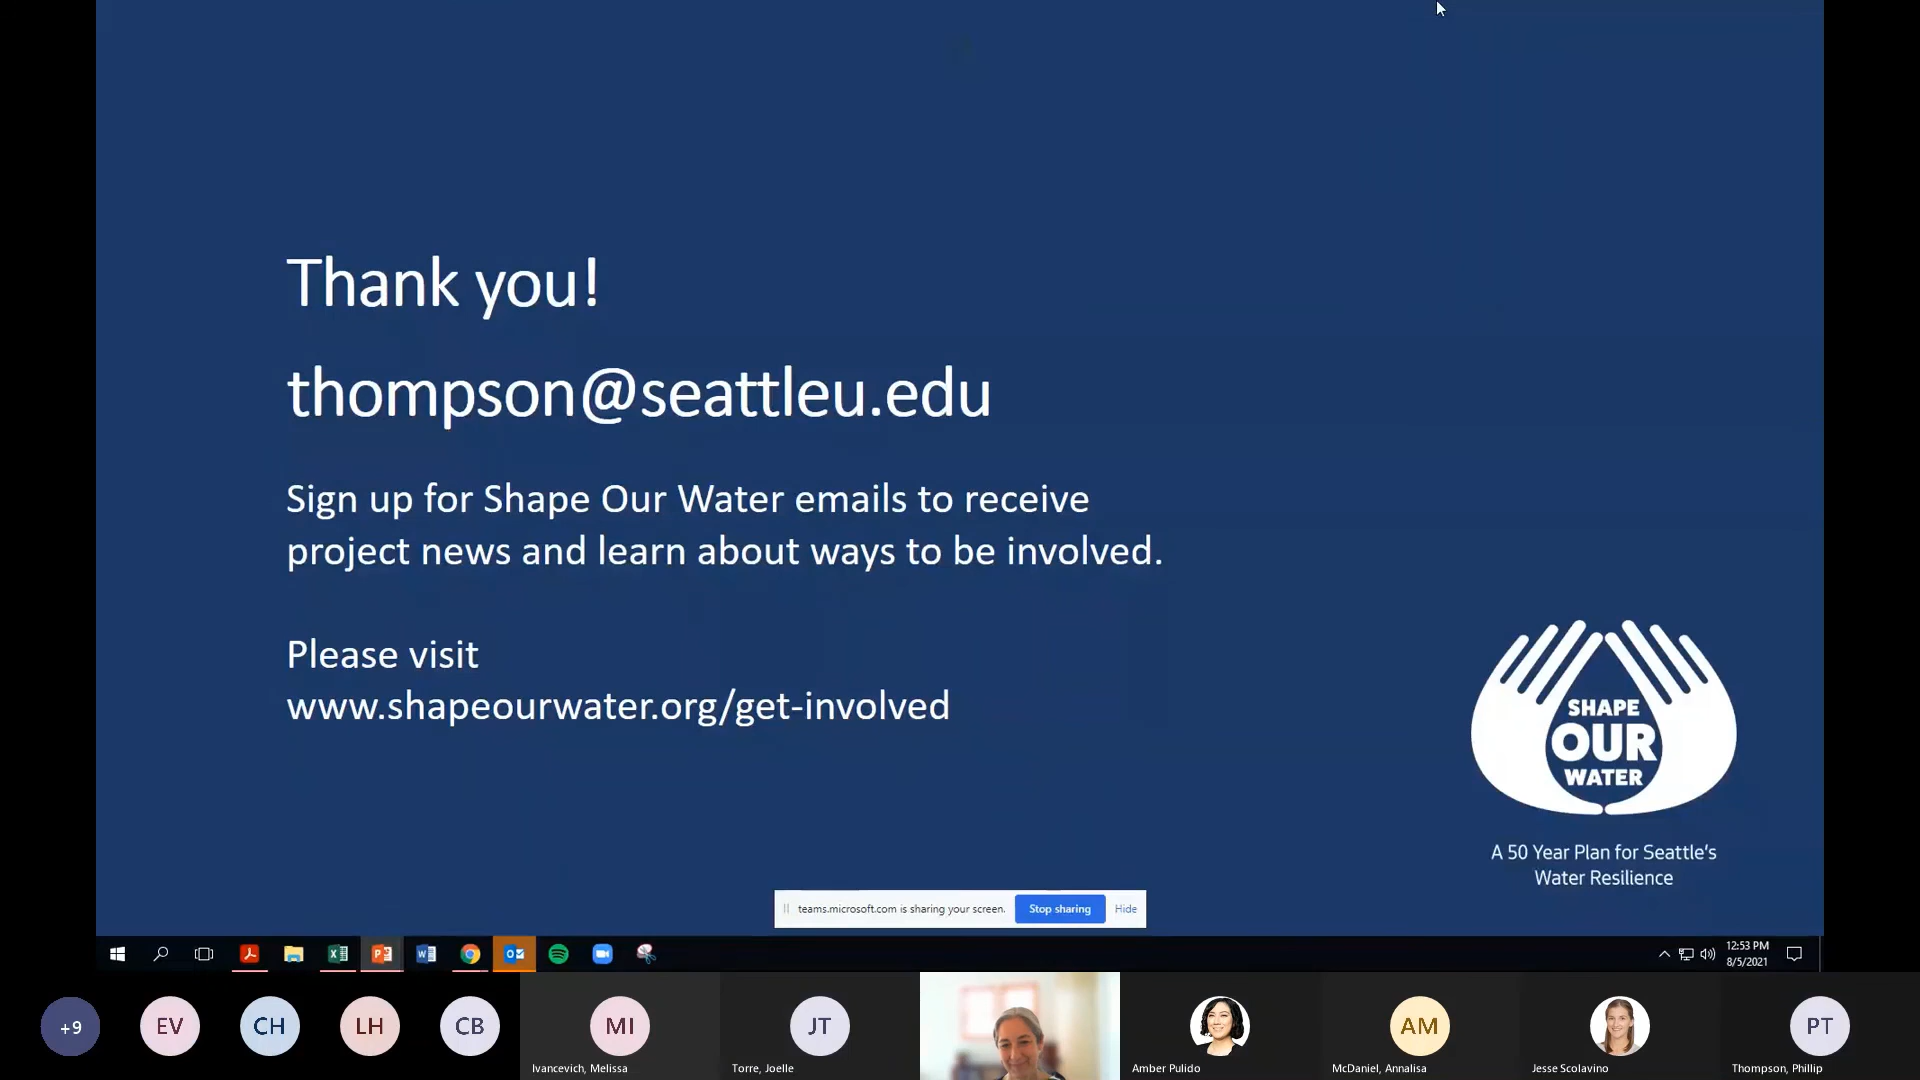 Thank you!
thompson@seattleu.edu
Sign up for Shape Our Water emails to receive
project news and learn about ways to be involved.
Please visit
www.shapeourwater.org/get-involved
SHAPE
OUR
WATER
A 50 Year Plan for Seattle's
Water Resilience
teams.microsoft.com is sharing your screen.
Stop sharing
Hide
12:53 PM
8/5/2021
+9
EV
CH
LH
CB
MI
Ivancevich, Melissa
JT
Torre, Joelle
Amber Pulido
AM
McDaniel, Annalisa
Jesse Scolavino
PT
Thompson, Phillip